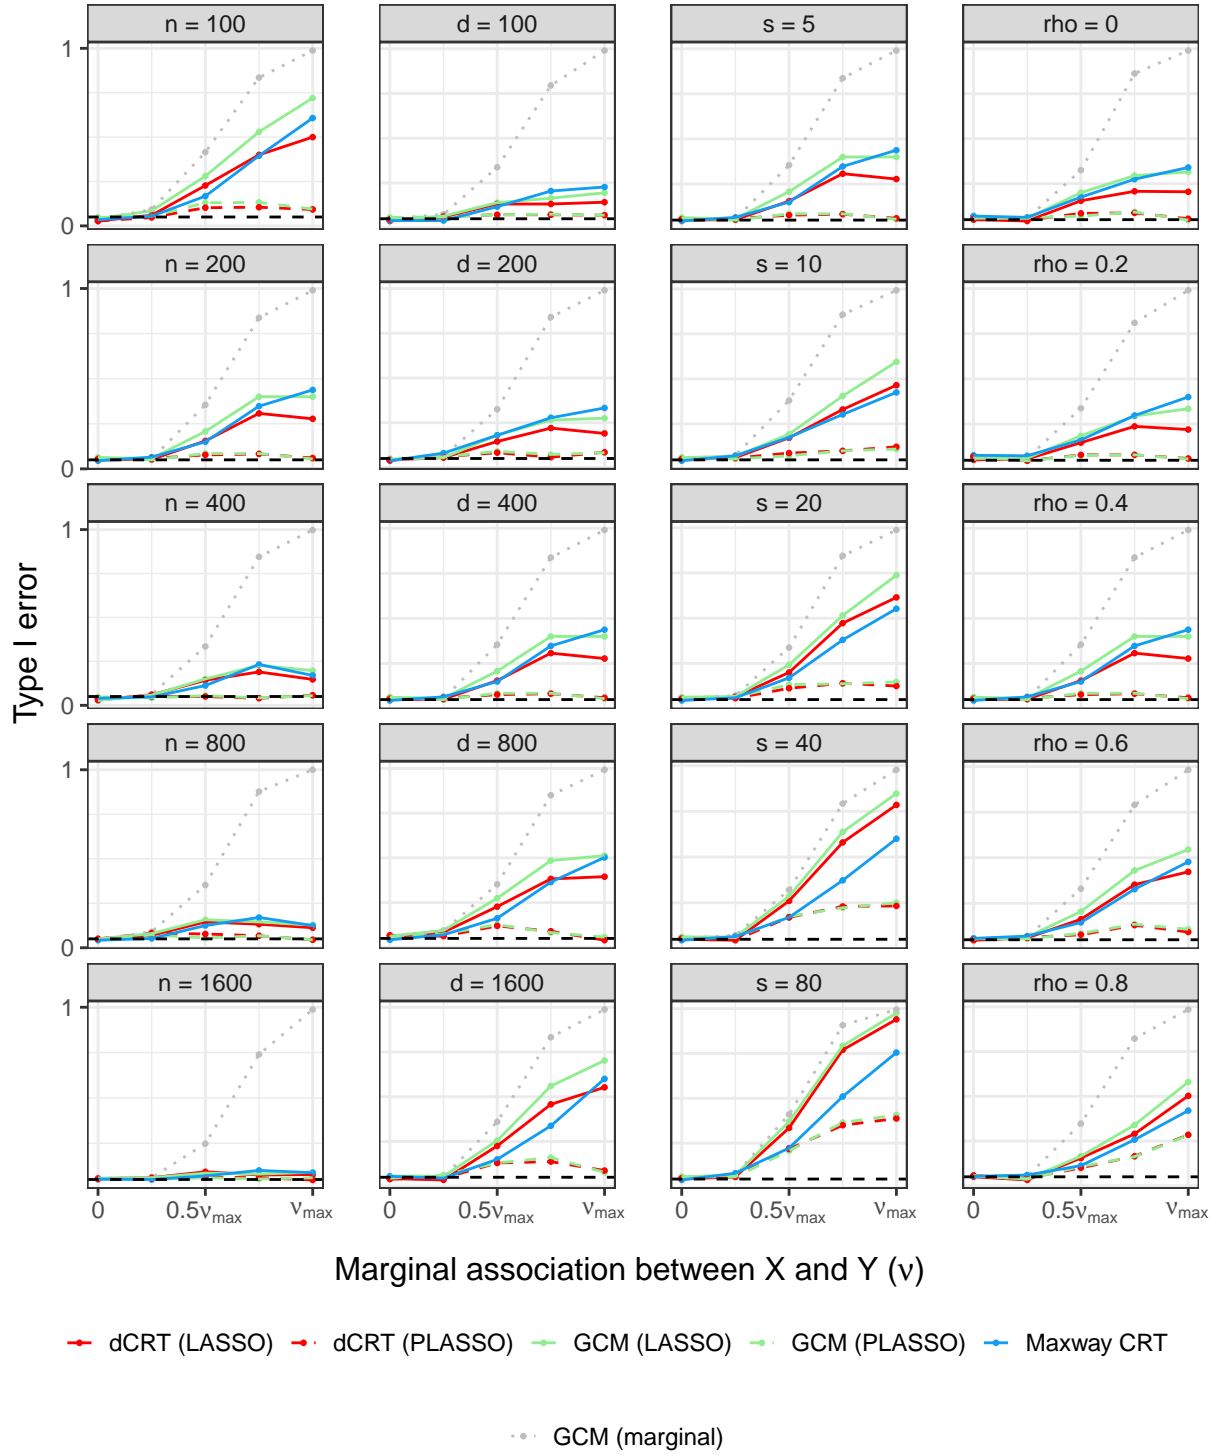 n = 100
d = 100
s = 5
rho = 0
1
0
n = 200
d = 200
s = 10
rho = 0.2
1
0
n = 400
d = 400
s = 20
rho = 0.4
1
0
n = 800
d = 800
s = 40
rho = 0.6
1
0
n = 1600
d = 1600
s = 80
rho = 0.8
1
Type I error
0 0.5νmax νmax
0 0.5νmax νmax
0 0.5νmax νmax
0 0.5νmax νmax
Marginal association between X and Y (ν)
dCRT (LASSO) dCRT (PLASSO) GCM (LASSO) GCM (PLASSO) Maxway CRT
GCM (marginal)